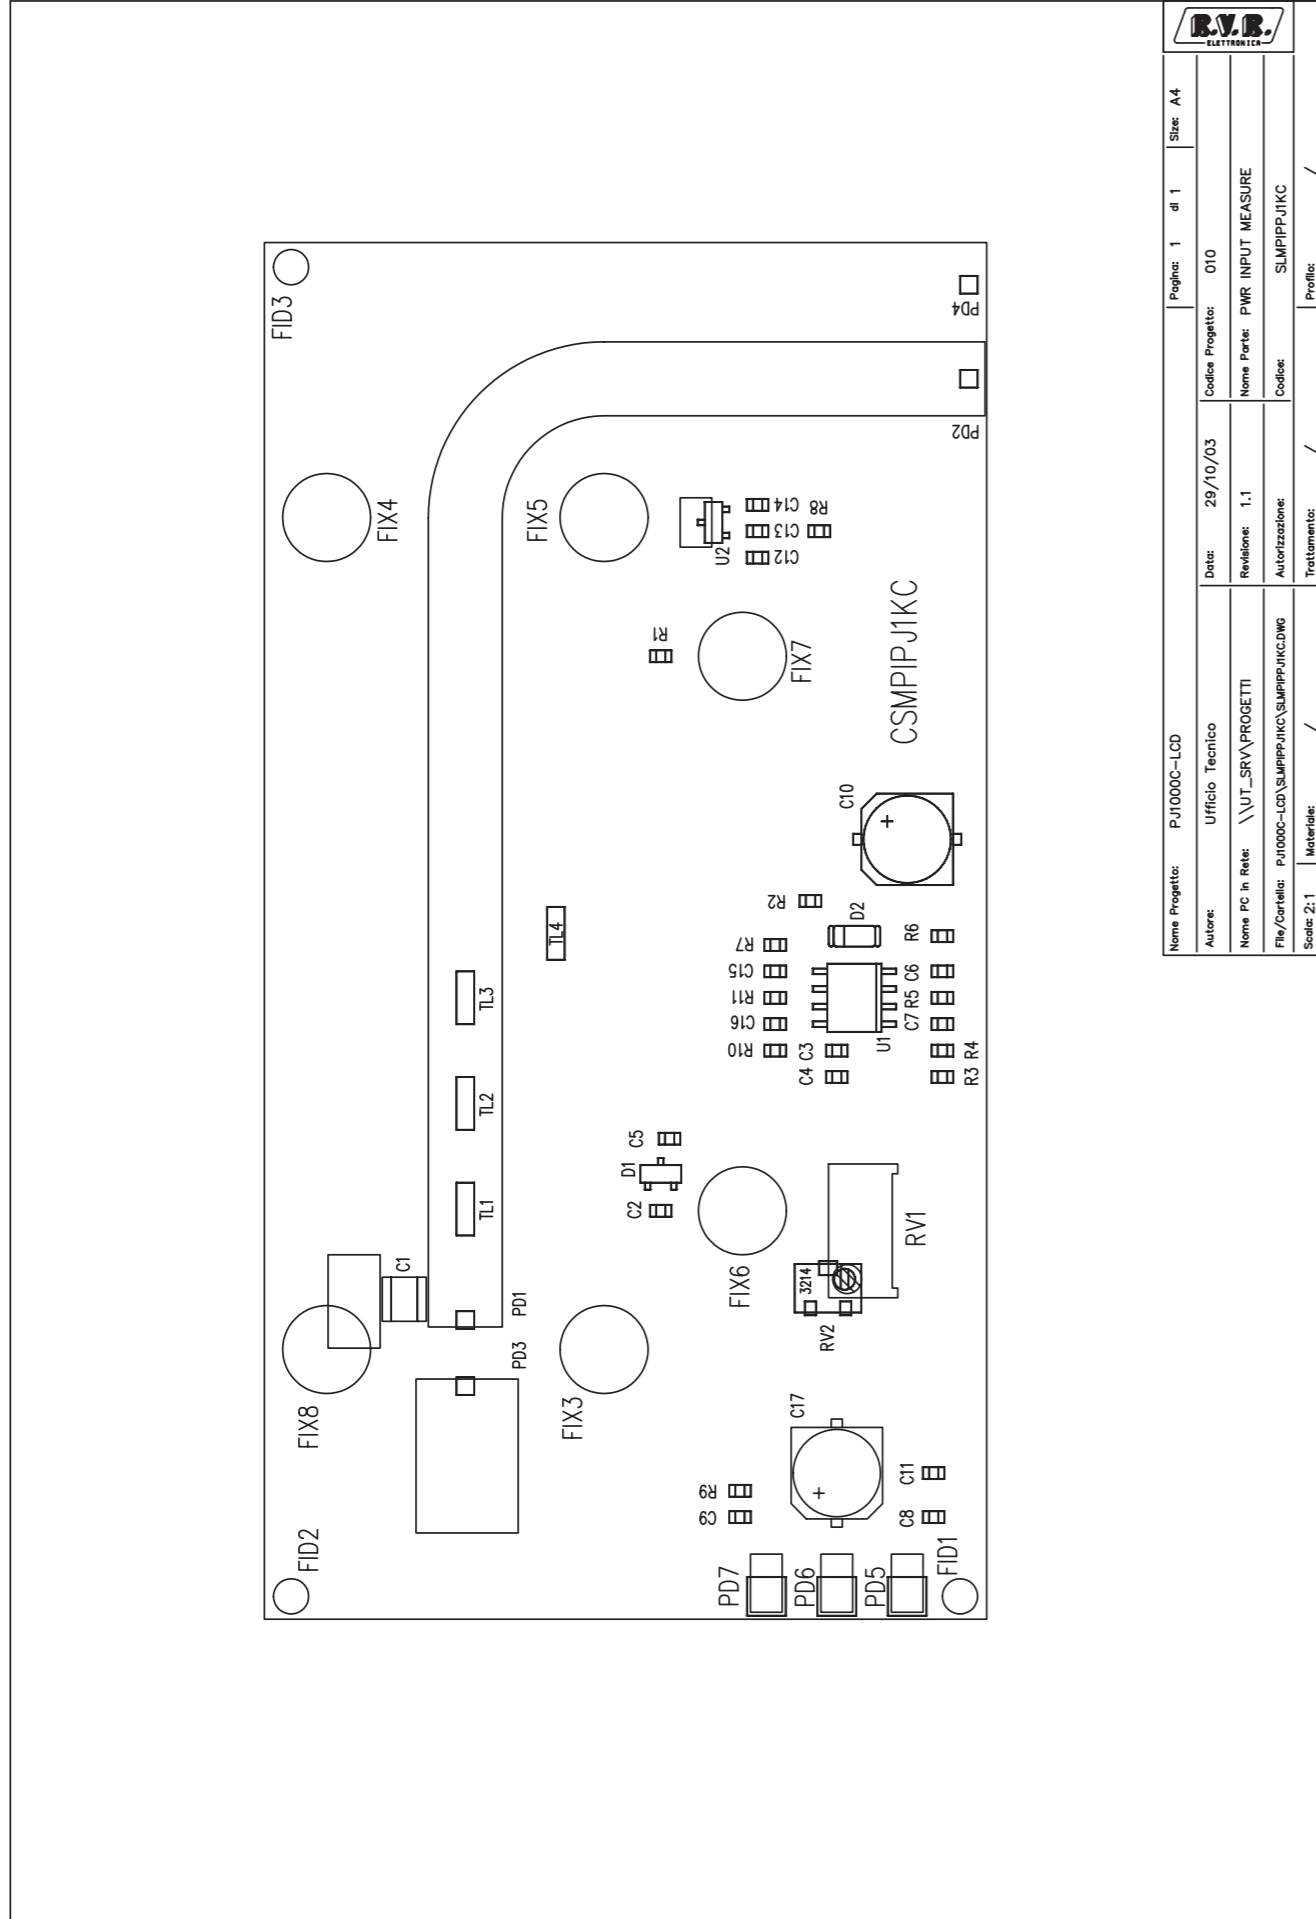 R.V.R.
ELETTRONICA
Nome Progetto: PJ1000C-LCD
Pagina: 1 di 1
Size: A4
Autore: Ufficio Tecnico
Data: 29/10/03
Codice Progetto: 010
Nome PC in Rete: \\UT_SRV\PROGETTI
Revisione: 1.1
Nome Parte: PWR INPUT MEASURE
File/Cartella: PJ1000C-LCD\SLMPIPPJ1KC\SLMPIPPJ1KC.DWG
Autorizzazione:
Codice: SLMPIPPJ1KC
Scala: 2:1
Materiale: /
Trattamento: /
Profilo: /
FID3
PD4
PD2
FIX4
FIX5
U2
C14
C13
C12
R8
R1
FIX7
CSMPIPJ1KC
C10
R2
D2
TL4
R7
C15
R11
C16
R10
R6
C6
R5
C7
U1
C3
C4
R4
R3
TL3
TL2
TL1
C5
D1
C2
C1
FIX6
RV1
3214
RV2
PD1
PD3
FIX8
FIX3
C17
R9
C9
C11
C8
FID2
PD7
PD6
PD5
FID1